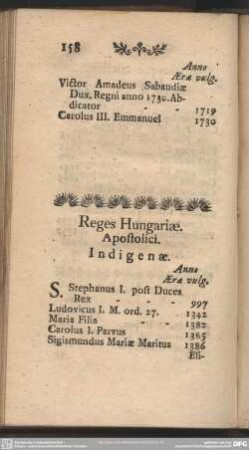 158
Anno
Æræ vulg.
Victor Amadeus Sabaudiæ
Dux. Regni anno 1730. Ab-
dicator - - 1719
Carolus III. Emmanuel 1730
Reges Hungariæ.
Apostolici.
Indigenæ.
Anno
Æræ vulg.
S. Stephanus I. post Duces
Rex - - - - 997
Ludovicus I. M. ord. 27. 1342
Maria Filia - - 1382
Carolus I. Parvus 1385
Sigismundus Mariæ Maritus 1386
Eli-